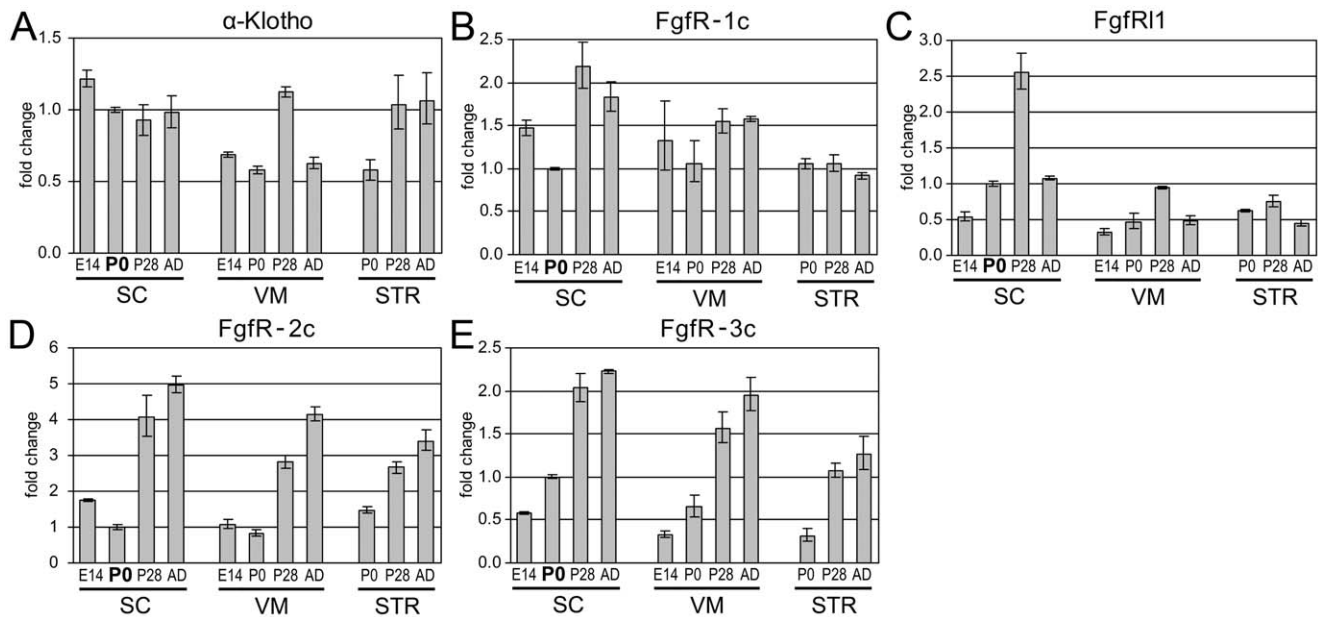 A
α-Klotho
fold change
1.5
1.0
0.5
0.0
E14 P0 P28 AD E14 P0 P28 AD P0 P28 AD
SC VM STR
B
FgfR-1c
fold change
2.5
2.0
1.5
1.0
0.5
0.0
E14 P0 P28 AD E14 P0 P28 AD P0 P28 AD
SC VM STR
C
FgfRl1
fold change
3.0
2.5
2.0
1.5
1.0
0.5
0.0
E14 P0 P28 AD E14 P0 P28 AD P0 P28 AD
SC VM STR
D
FgfR-2c
fold change
6
5
4
3
2
1
0
E14 P0 P28 AD E14 P0 P28 AD P0 P28 AD
SC VM STR
E
FgfR-3c
fold change
2.5
2.0
1.5
1.0
0.5
0.0
E14 P0 P28 AD E14 P0 P28 AD P0 P28 AD
SC VM STR